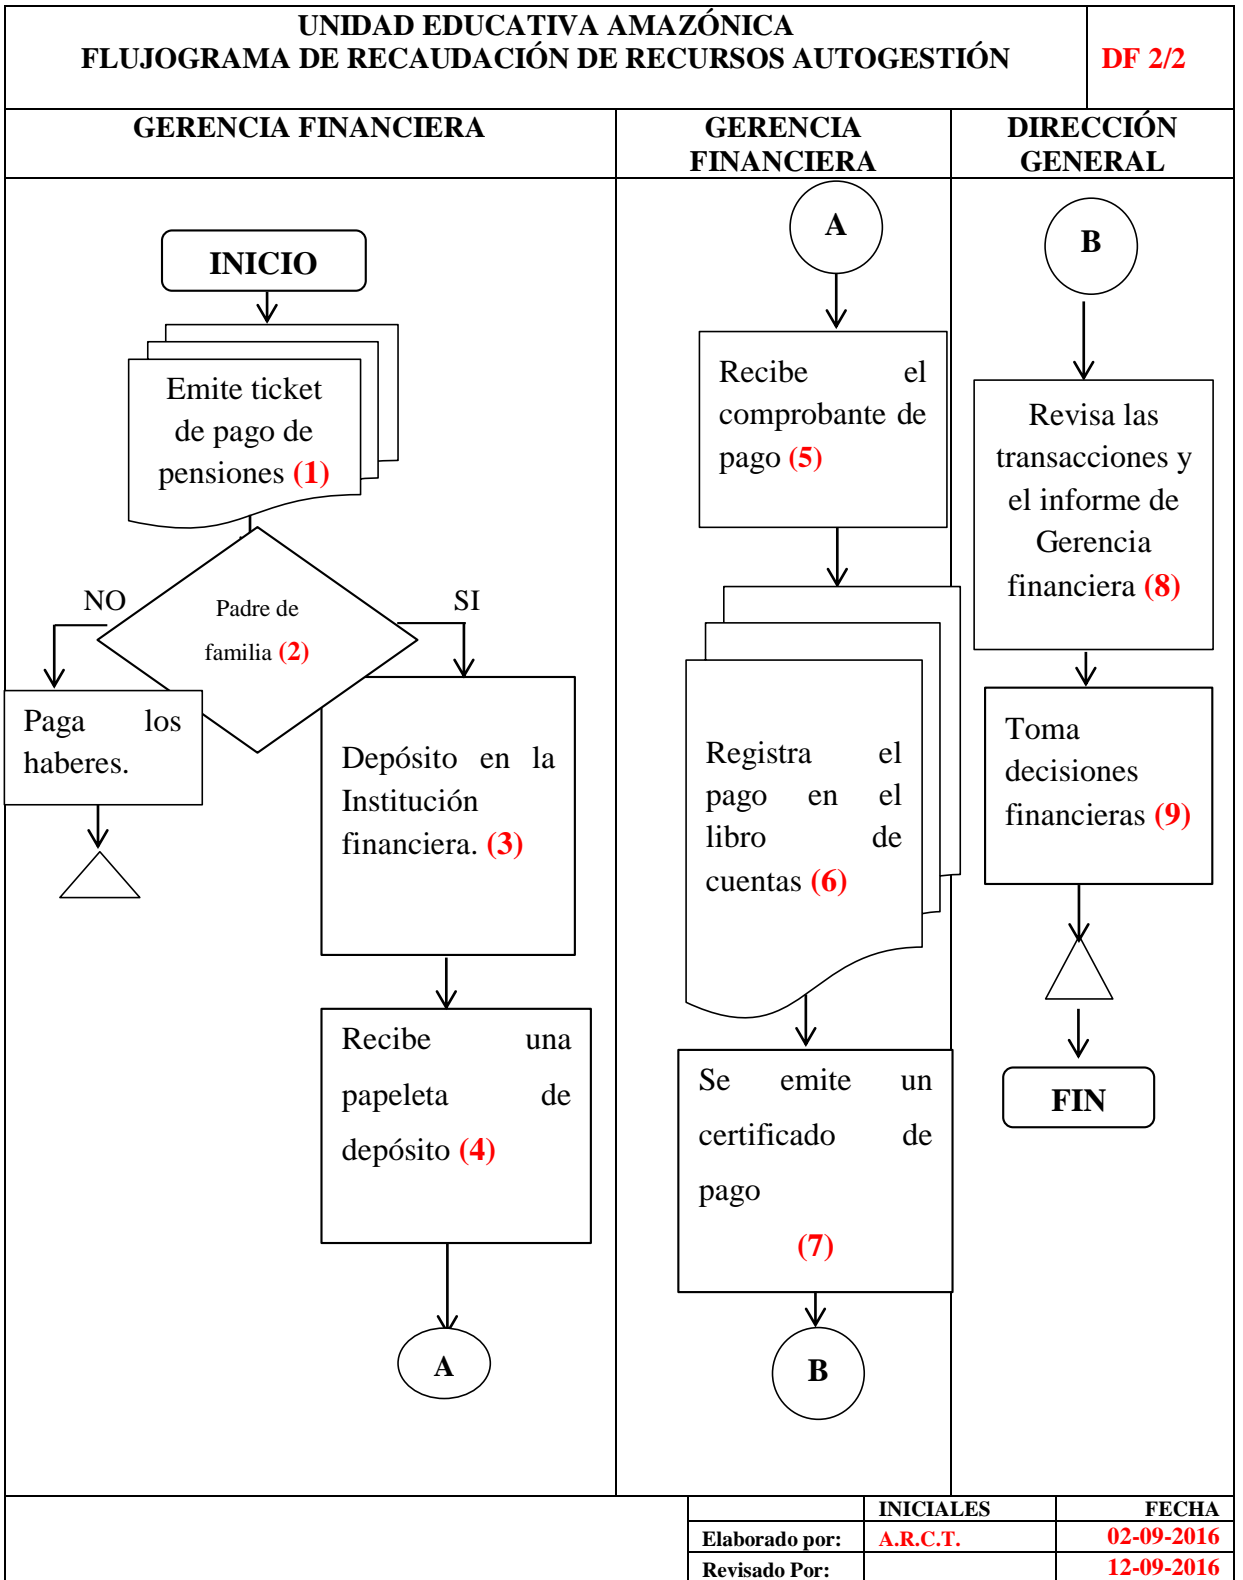 UNIDAD EDUCATIVA AMAZÓNICA
FLUJOGRAMA DE RECAUDACIÓN DE RECURSOS AUTOGESTIÓN
DF 2/2
GERENCIA FINANCIERA
GERENCIA
FINANCIERA
DIRECCIÓN
GENERAL
INICIO
Emite ticket
de pago de
pensiones (1)
NO
SI
Padre de
familia (2)
Paga los
haberes.
Depósito en la
Institución
financiera. (3)
Recibe una
papeleta de
depósito (4)
A
A
Recibe el
comprobante de
pago (5)
Registra el
pago en el
libro de
cuentas (6)
Se emite un
certificado de
pago
(7)
B
B
Revisa las
transacciones y
el informe de
Gerencia
financiera (8)
Toma
decisiones
financieras (9)
FIN
INICIALES FECHA
Elaborado por: A.R.C.T. 02-09-2016
Revisado Por: 12-09-2016